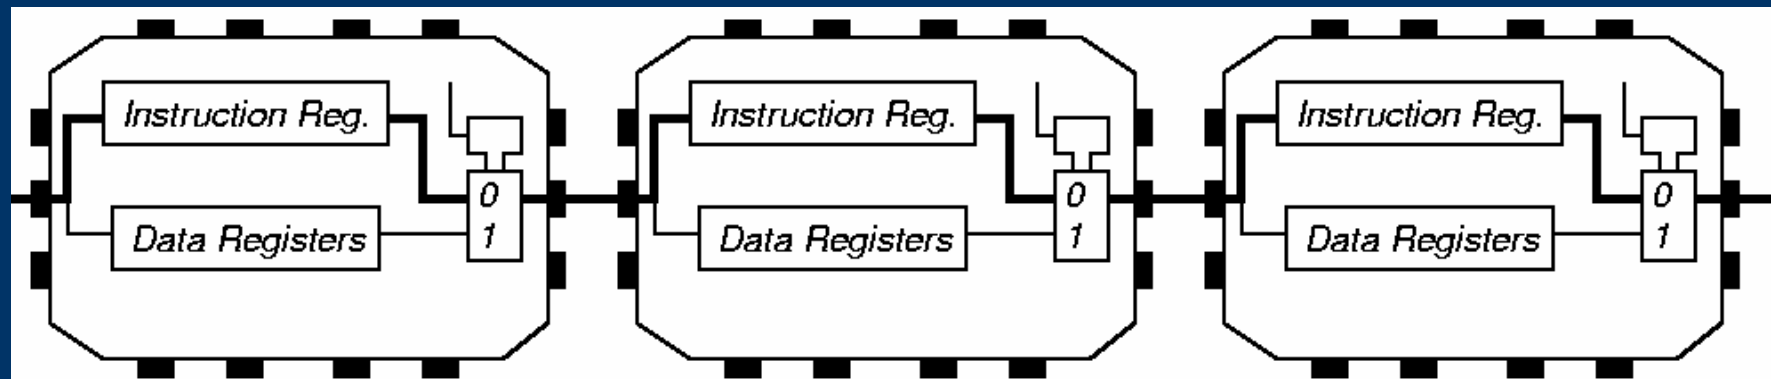 Instruction Reg.
0
1
Data Registers
Instruction Reg.
0
1
Data Registers
Instruction Reg.
0
1
Data Registers